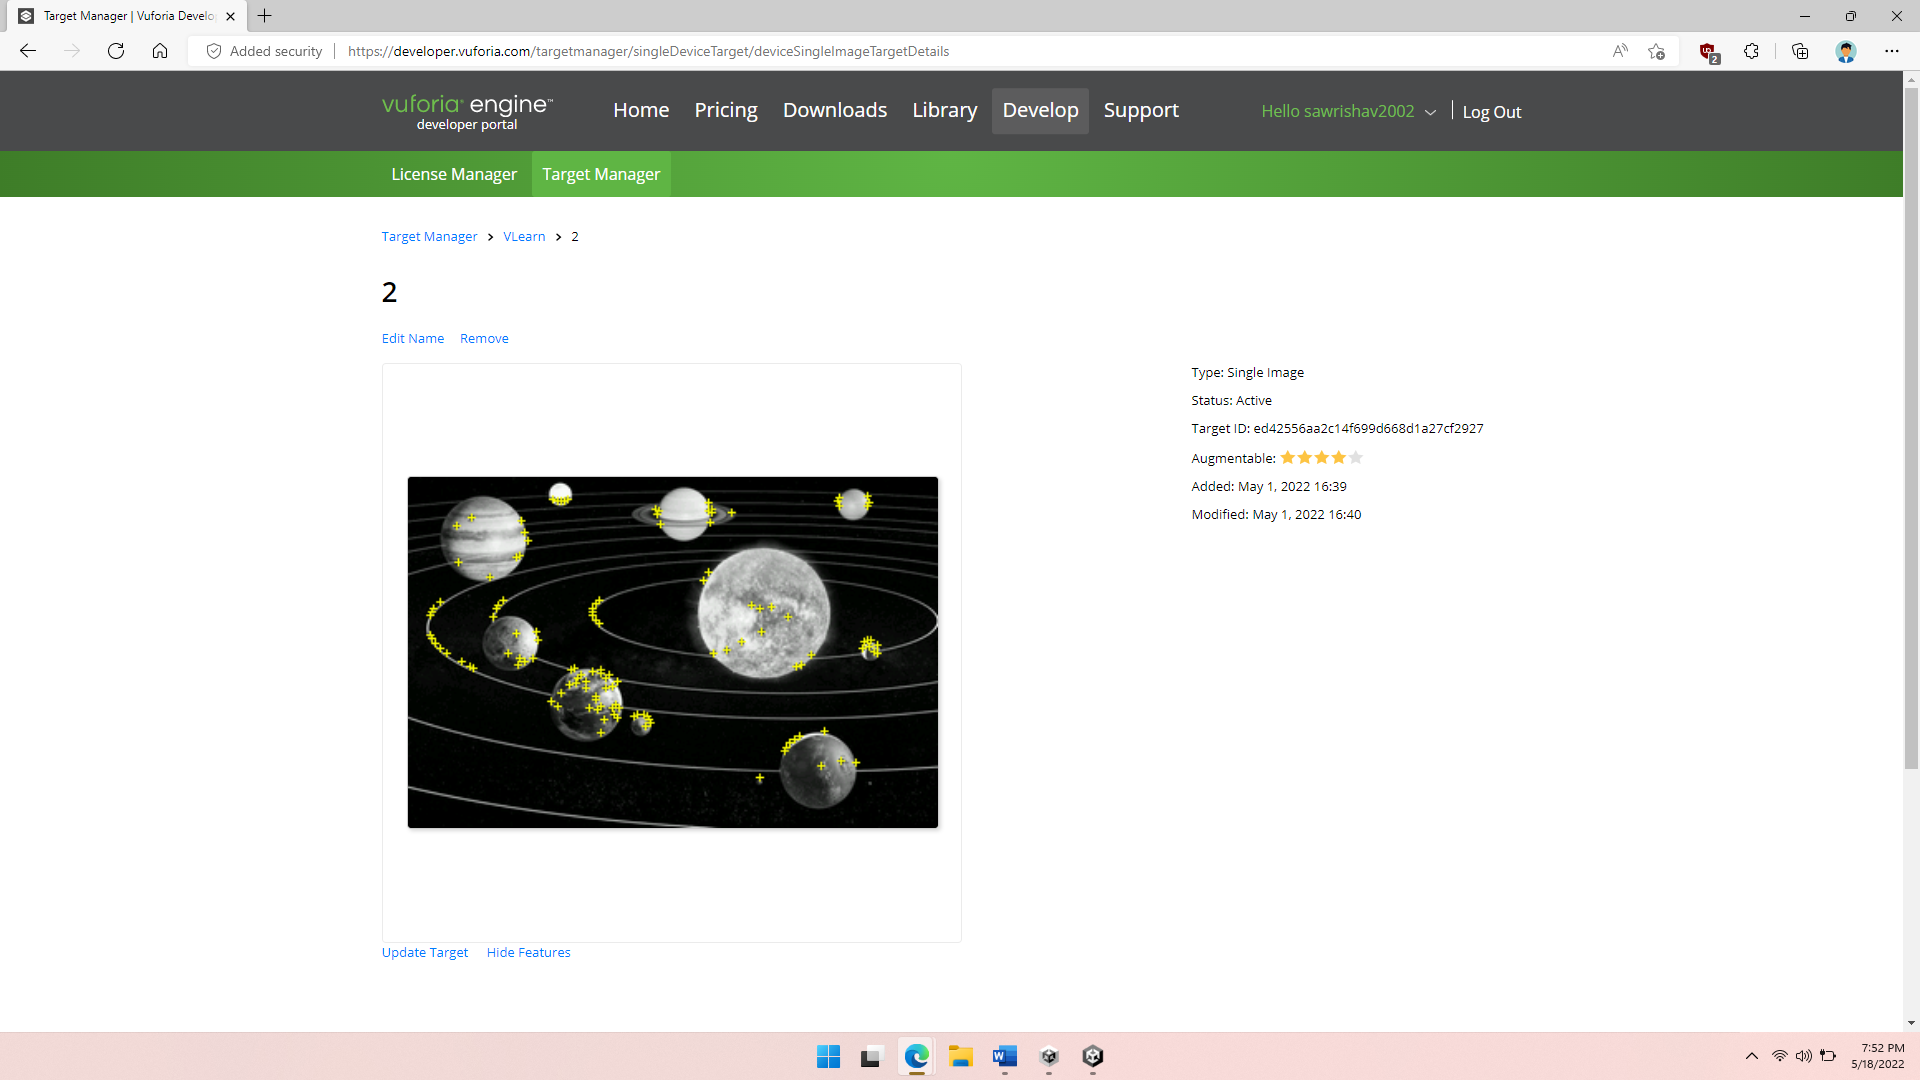 Target Manager | Vuforia Develo
Added security
https://developer.vuforia.com/targetmanager/singleDeviceTarget/deviceSingleImageTargetDetails
2
vuforia® engine™
developer portal
Home Pricing Downloads Library Develop Support
Hello sawrishav2002
Log Out
License Manager Target Manager
Target Manager > VLearn > 2
2
Edit Name Remove
Type: Single Image
Status: Active
Target ID: ed42556aa2c14f699d668d1a27cf2927
Augmentable:
Added: May 1, 2022 16:39
Modified: May 1, 2022 16:40
Update Target Hide Features
7:52 PM
5/18/2022